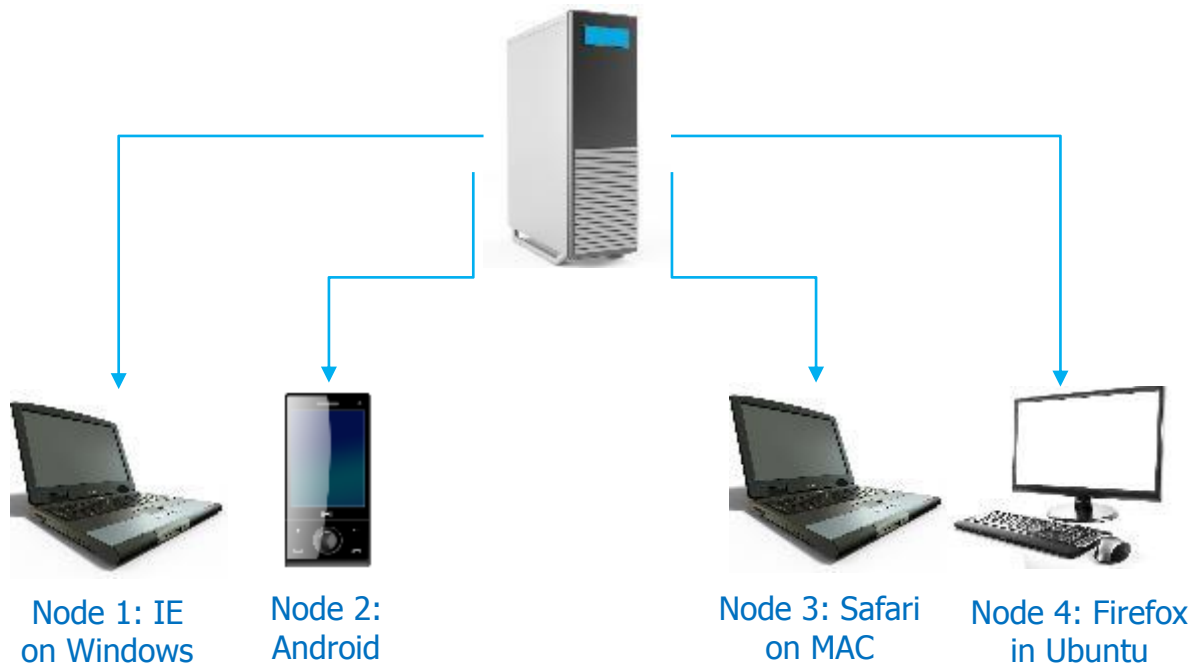 Node 1: IE
on Windows
Node 2:
Android
Node 3: Safari
on MAC
Node 4: Firefox
in Ubuntu